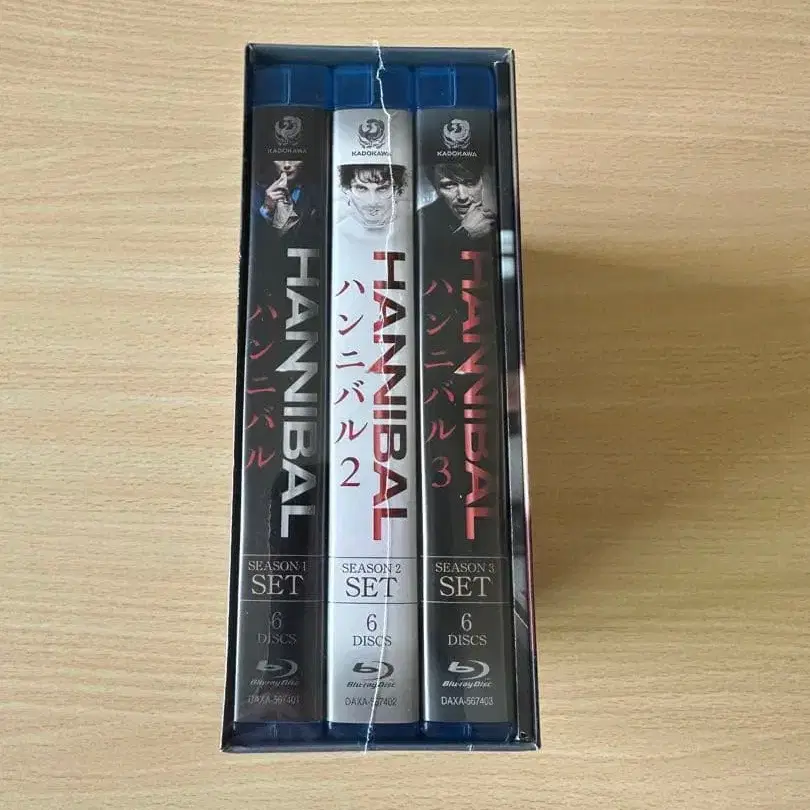 KADOKAWA
HANNIBAL
ハンニバル
SEASON 1
SET
6
DISCS
Blu-ray Disc
DAXA-567401
KADOKAWA
HANNIBAL
ハンニバル2
SEASON 2
SET
6
DISCS
Blu-ray Disc
DAXA-567402
KADOKAWA
HANNIBAL
ハンニバル3
SEASON 3
SET
6
DISCS
Blu-ray Disc
DAXA-567403